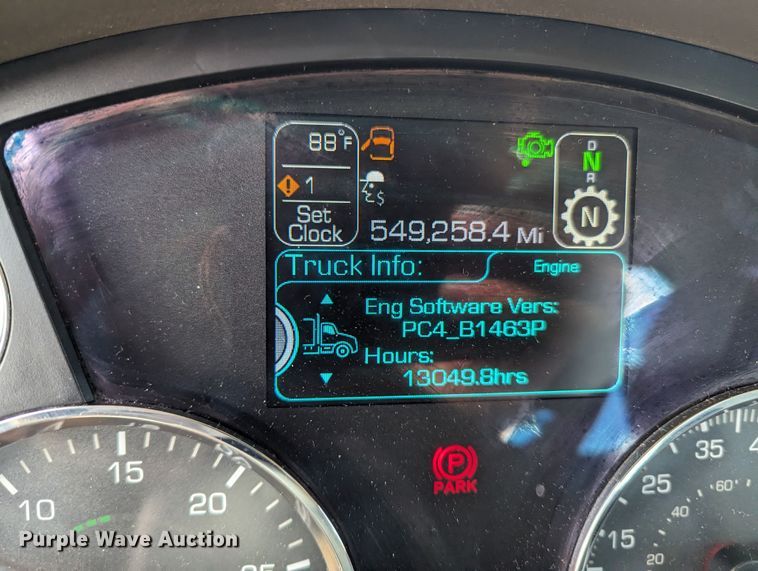 88°F
1
Set
Clock
549,258.4 Mi
D
N
R
N
Truck Info:
Engine
Eng Software Vers:
PC4_B1463P
Hours:
13049.8hrs
P
PARK
10
15
20
25
15
25
35
20
40
60
Purple Wave Auction